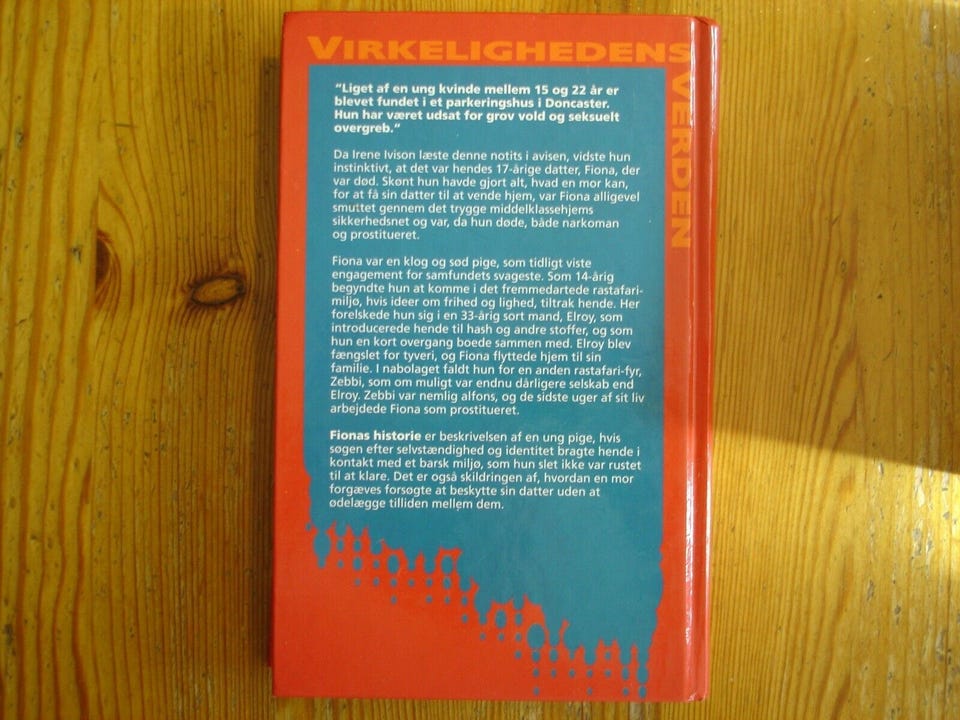 VIRKELIGHEDENS
VERDEN
"Liget af en ung kvinde mellem 15 og 22 år er
blevet fundet i et parkeringshus i Doncaster.
Hun har været udsat for grov vold og seksuelt
overgreb."
Da Irene Ivison læste denne notits i avisen, vidste hun
instinktivt, at det var hendes 17-årige datter, Fiona, der
var død. Skønt hun havde gjort alt, hvad en mor kan,
for at få sin datter til at vende hjem, var Fiona alligevel
smuttet gennem det trygge middelklassehjems
sikkerhedsnet og var, da hun døde, både narkoman
og prostitueret.
Fiona var en klog og sød pige, som tidligt viste
engagement for samfundets svageste. Som 14-årig
begyndte hun at komme i det fremmedartede rastafari-
miljø, hvis ideer om frihed og lighed, tiltrak hende. Her
forelskede hun sig i en 33-årig sort mand, Elroy, som
introducerede hende til hash og andre stoffer, og som
hun en kort overgang boede sammen med. Elroy blev
fængslet for tyveri, og Fiona flyttede hjem til sin
familie. I nabolaget faldt hun for en anden rastafari-fyr,
Zebbi, som om muligt var endnu dårligere selskab end
Elroy. Zebbi var nemlig alfons, og de sidste uger af sit liv
arbejdede Fiona som prostitueret.
Fionas historie er beskrivelsen af en ung pige, hvis
søgen efter selvstændighed og identitet bragte hende i
kontakt med et barsk miljø, som hun slet ikke var rustet
til at klare. Det er også skildringen af, hvordan en mor
forgæves forsøgte at beskytte sin datter uden at
ødelægge tilliden mellem dem.